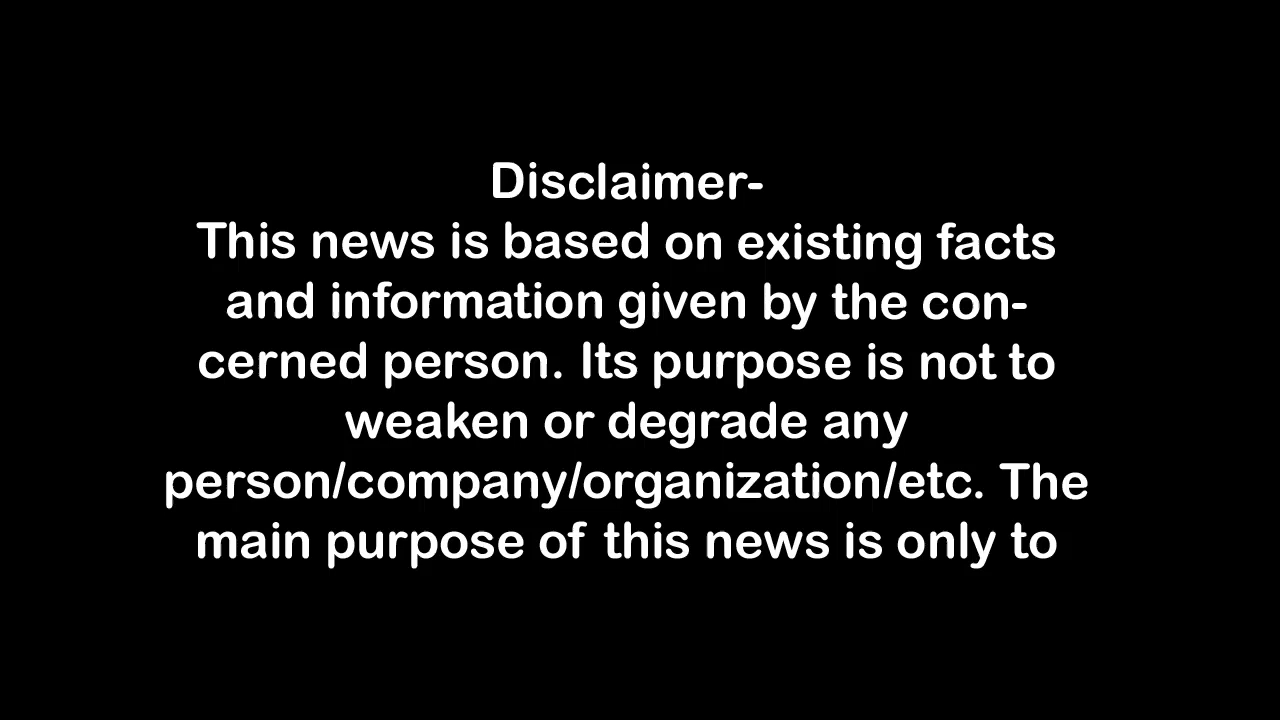 Disclaimer-
This news is based on existing facts
and information given by the con-
cerned person. Its purpose is not to
weaken or degrade any
person/company/organization/etc. The
main purpose of this news is only to